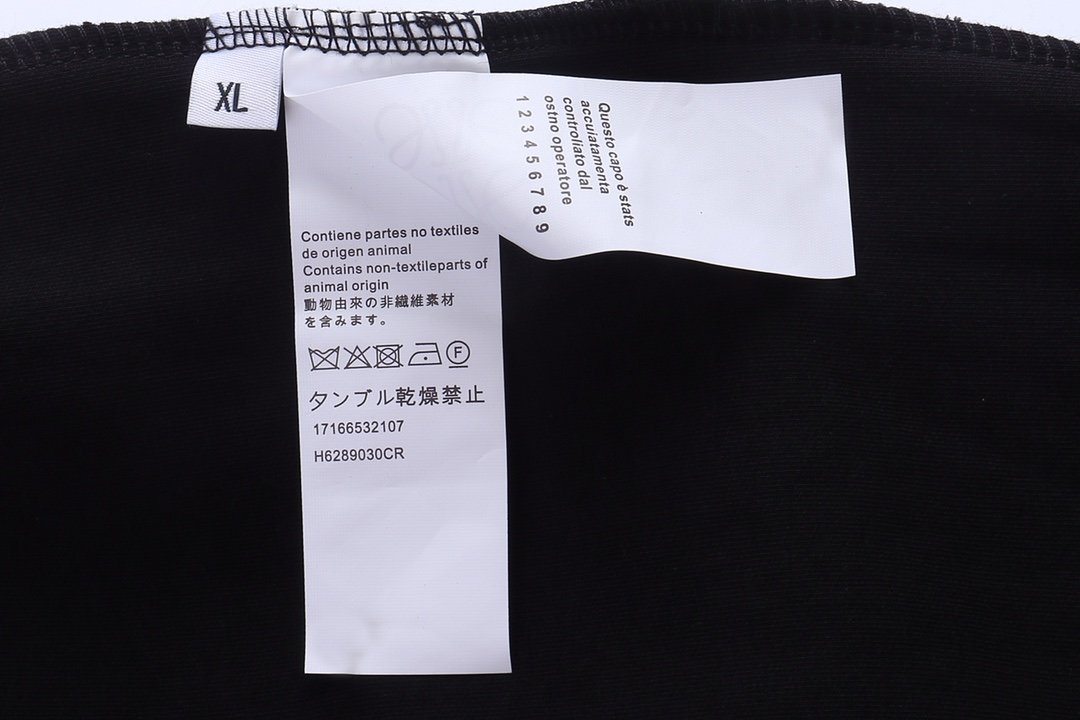 XL
Questo capo è stats
accuiatamenta
controliato dal
ostno operatore
1 2 3 4 5 6 7 8 9
Contiene partes no textiles
de origen animal
Contains non-textileparts of
animal origin
動物由來の非繊維素材
を含みます。
F
タンブル乾燥禁止
17166532107
H6289030CR